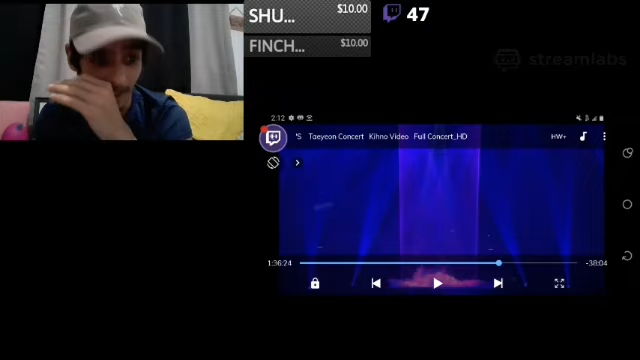 SHU... $10.00
FINCH... $10.00
47
streamlabs
2:12
'S Taeyeon Concert Kihno Video Full Concert_HD
HW+
1:36:24
-38:04